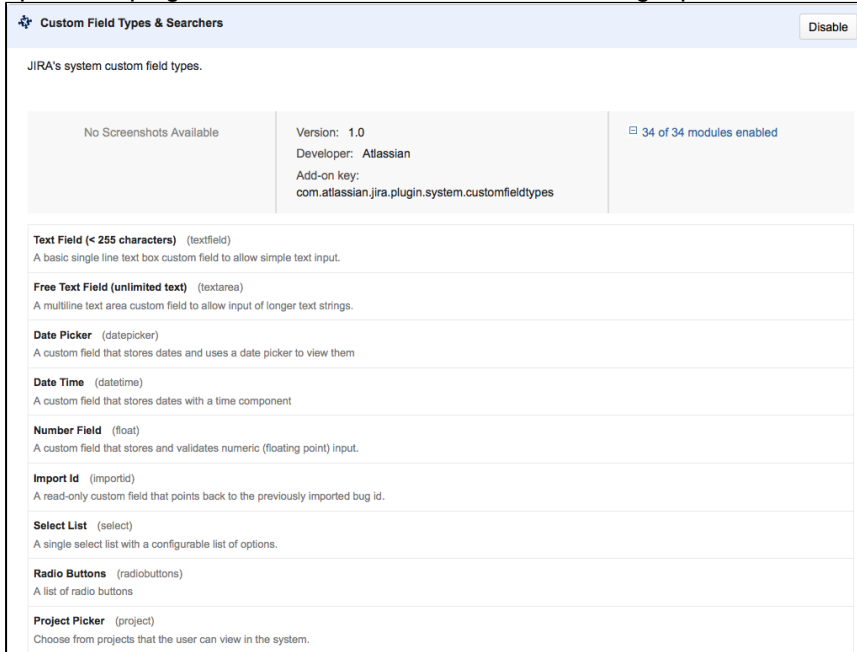 Custom Field Types & Searchers
Disable
JIRA's system custom field types.
No Screenshots Available
Version: 1.0
Developer: Atlassian
Add-on key:
com.atlassian.jira.plugin.system.customfieldtypes
34 of 34 modules enabled
Text Field (< 255 characters) (textfield)
A basic single line text box custom field to allow simple text input.
Free Text Field (unlimited text) (textarea)
A multiline text area custom field to allow input of longer text strings.
Date Picker (datepicker)
A custom field that stores dates and uses a date picker to view them
Date Time (datetime)
A custom field that stores dates with a time component
Number Field (float)
A custom field that stores and validates numeric (floating point) input.
Import Id (importid)
A read-only custom field that points back to the previously imported bug id.
Select List (select)
A single select list with a configurable list of options.
Radio Buttons (radiobuttons)
A list of radio buttons
Project Picker (project)
Choose from projects that the user can view in the system.